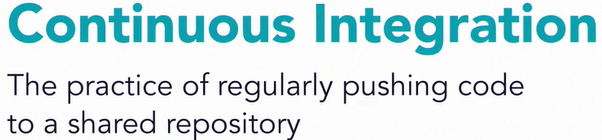 Continuous Integration
The practice of regularly pushing code
to a shared repository